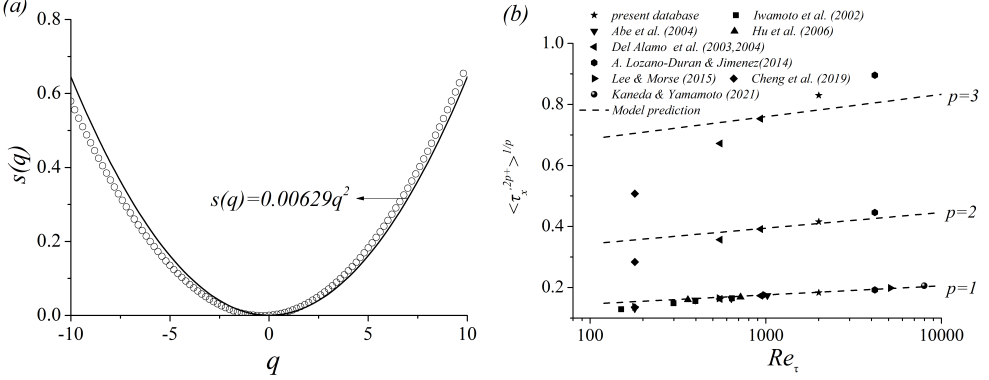 (a)
0.8
0.6
0.4
0.2
0.0
s(q)
s(q)=0.00629q²
-10 -5 0 5 10
q
(b)
present database Iwamoto et al. (2002)
Abe et al. (2004) Hu et al. (2006)
Del Alamo et al. (2003,2004)
A. Lozano-Duran & Jimenez(2014)
Lee & Morse (2015) Cheng et al. (2019)
Kaneda & Yamamoto (2021)
Model prediction
1.0
0.8
0.6
0.4
0.2
<τₓ'²ᵖ⁺>¹/ᵖ
p=3
p=2
p=1
100 1000 10000
Re_τ